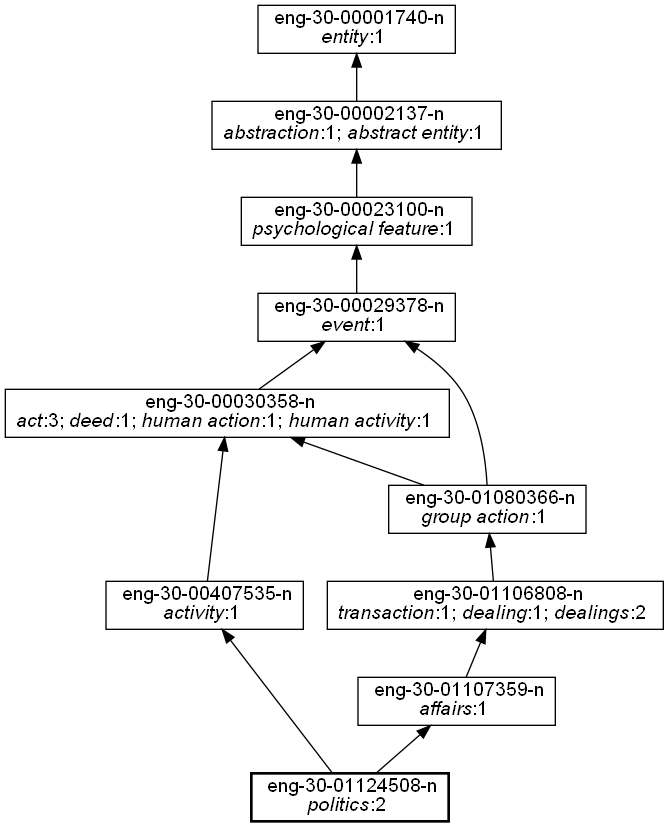 eng-30-00001740-n
entity:1
eng-30-00002137-n
abstraction:1; abstract entity:1
eng-30-00023100-n
psychological feature:1
eng-30-00029378-n
event:1
eng-30-00030358-n
act:3; deed:1; human action:1; human activity:1
eng-30-01080366-n
group action:1
eng-30-00407535-n
activity:1
eng-30-01106808-n
transaction:1; dealing:1; dealings:2
eng-30-01107359-n
affairs:1
eng-30-01124508-n
politics:2